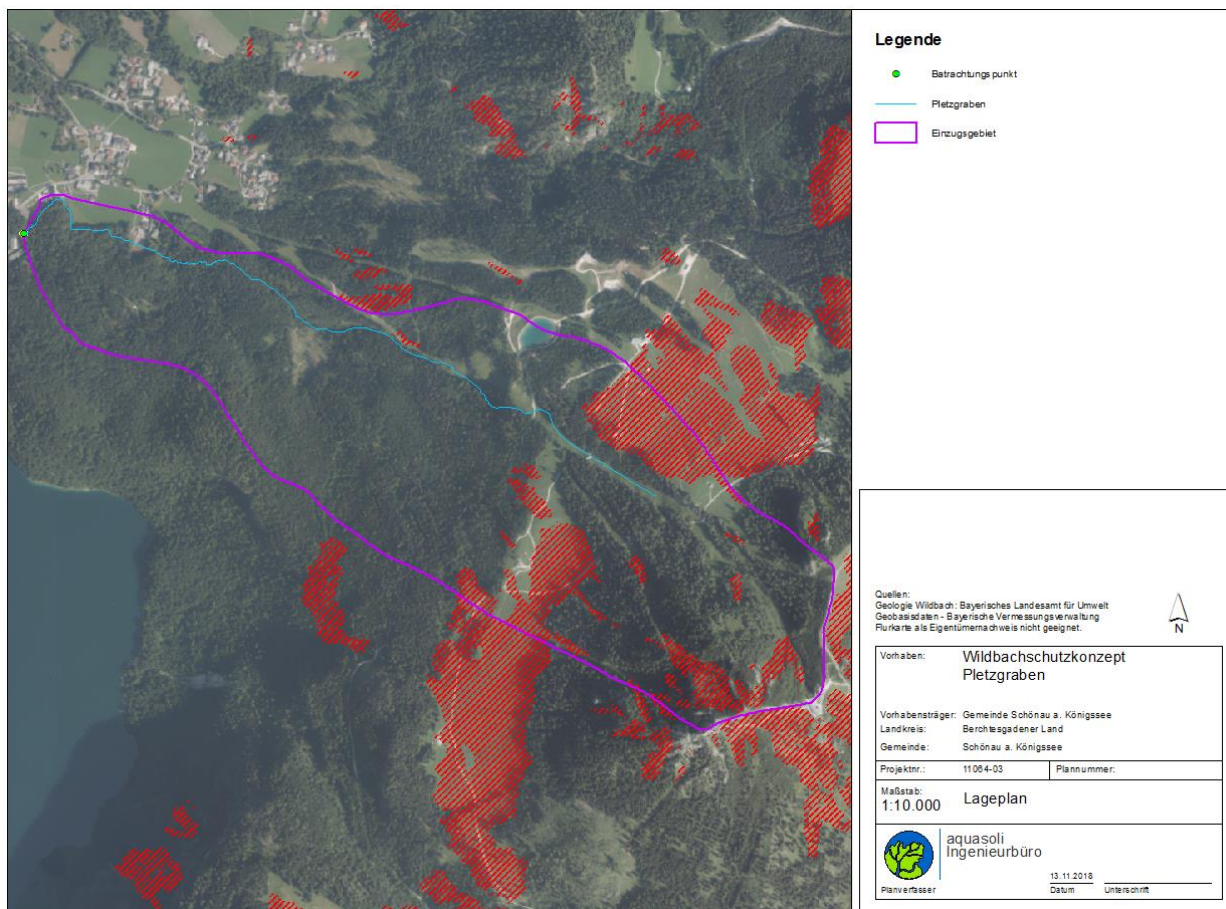 Legende
Betrachtungspunkt
Pletzgraben
Einzugsgebiet
Quellen:
Geologie Wildbach: Bayerisches Landesamt für Umwelt
Geobasisdaten - Bayerische Vermessungsverwaltung
Flurkarte als Eigentümernachweis nicht geeignet.
N
Vorhaben: Wildbachschutzkonzept
Pletzgraben
Vorhabensträger: Gemeinde Schönau a. Königssee
Landkreis: Berchtesgadener Land
Gemeinde: Schönau a. Königssee
Projektnr.: 11064-03 Plannummer:
Maßstab:
1:10.000 Lageplan
aquasoli
Ingenieurbüro
13.11.2018
Planverfasser Datum Unterschrift